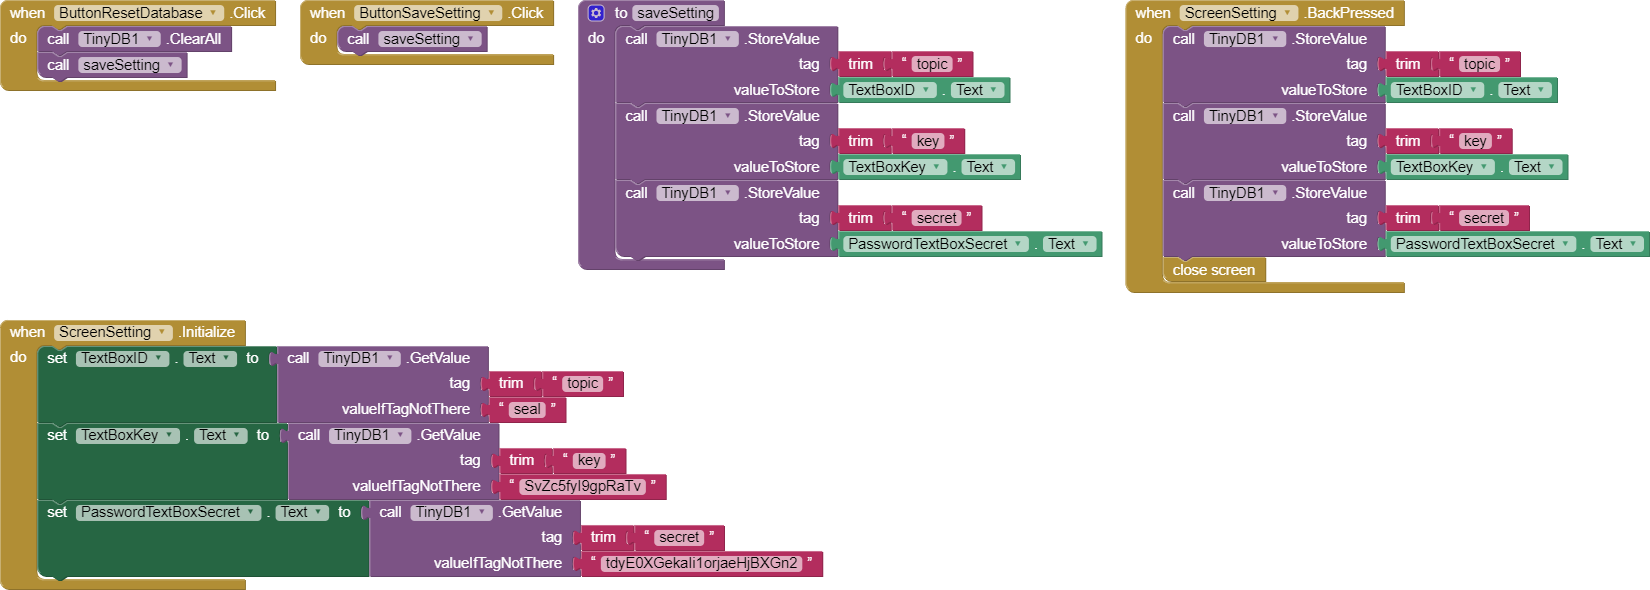 when ButtonResetDatabase .Click
do call TinyDB1 .ClearAll
call saveSetting
when ButtonSaveSetting .Click
do call saveSetting
to saveSetting
do call TinyDB1 .StoreValue
tag trim “ topic ”
valueToStore TextBoxID . Text
call TinyDB1 .StoreValue
tag trim “ key ”
valueToStore TextBoxKey . Text
call TinyDB1 .StoreValue
tag trim “ secret ”
valueToStore PasswordTextBoxSecret . Text
when ScreenSetting .BackPressed
do call TinyDB1 .StoreValue
tag trim “ topic ”
valueToStore TextBoxID . Text
call TinyDB1 .StoreValue
tag trim “ key ”
valueToStore TextBoxKey . Text
call TinyDB1 .StoreValue
tag trim “ secret ”
valueToStore PasswordTextBoxSecret . Text
close screen
when ScreenSetting .Initialize
do set TextBoxID . Text to call TinyDB1 .GetValue
tag trim “ topic ”
valueIfTagNotThere “ seal ”
set TextBoxKey . Text to call TinyDB1 .GetValue
tag trim “ key ”
valueIfTagNotThere “ SvZc5fyI9gpRaTv ”
set PasswordTextBoxSecret . Text to call TinyDB1 .GetValue
tag trim “ secret ”
valueIfTagNotThere “ tdyE0XGekaIi1orjaeHjBXGn2 ”